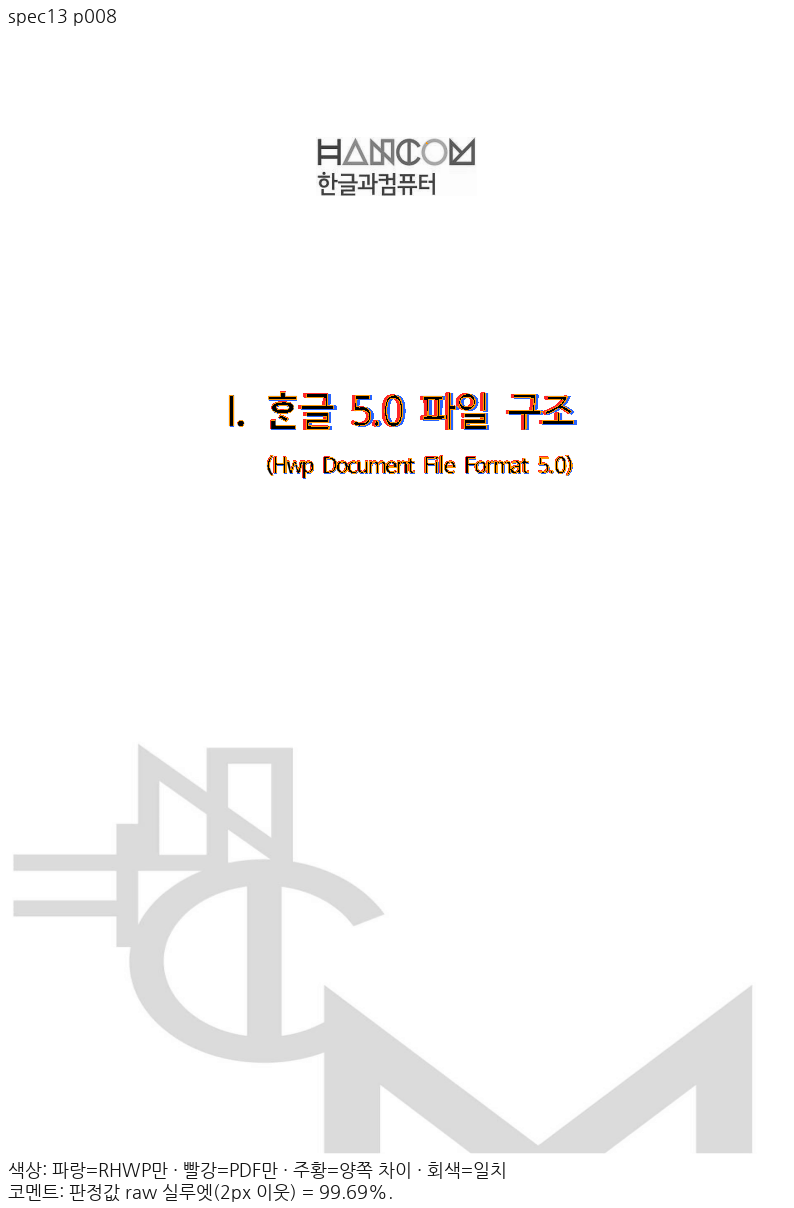 spec13 p008
HANCOM
한글과컴퓨터
I. 한글 5.0 파일 구조
(Hwp Document File Format 5.0)
색상: 파랑=RHWP만 · 빨강=PDF만 · 주황=양쪽 차이 · 회색=일치
코멘트: 판정값 raw 실루엣(2px 이웃) = 99.69%.